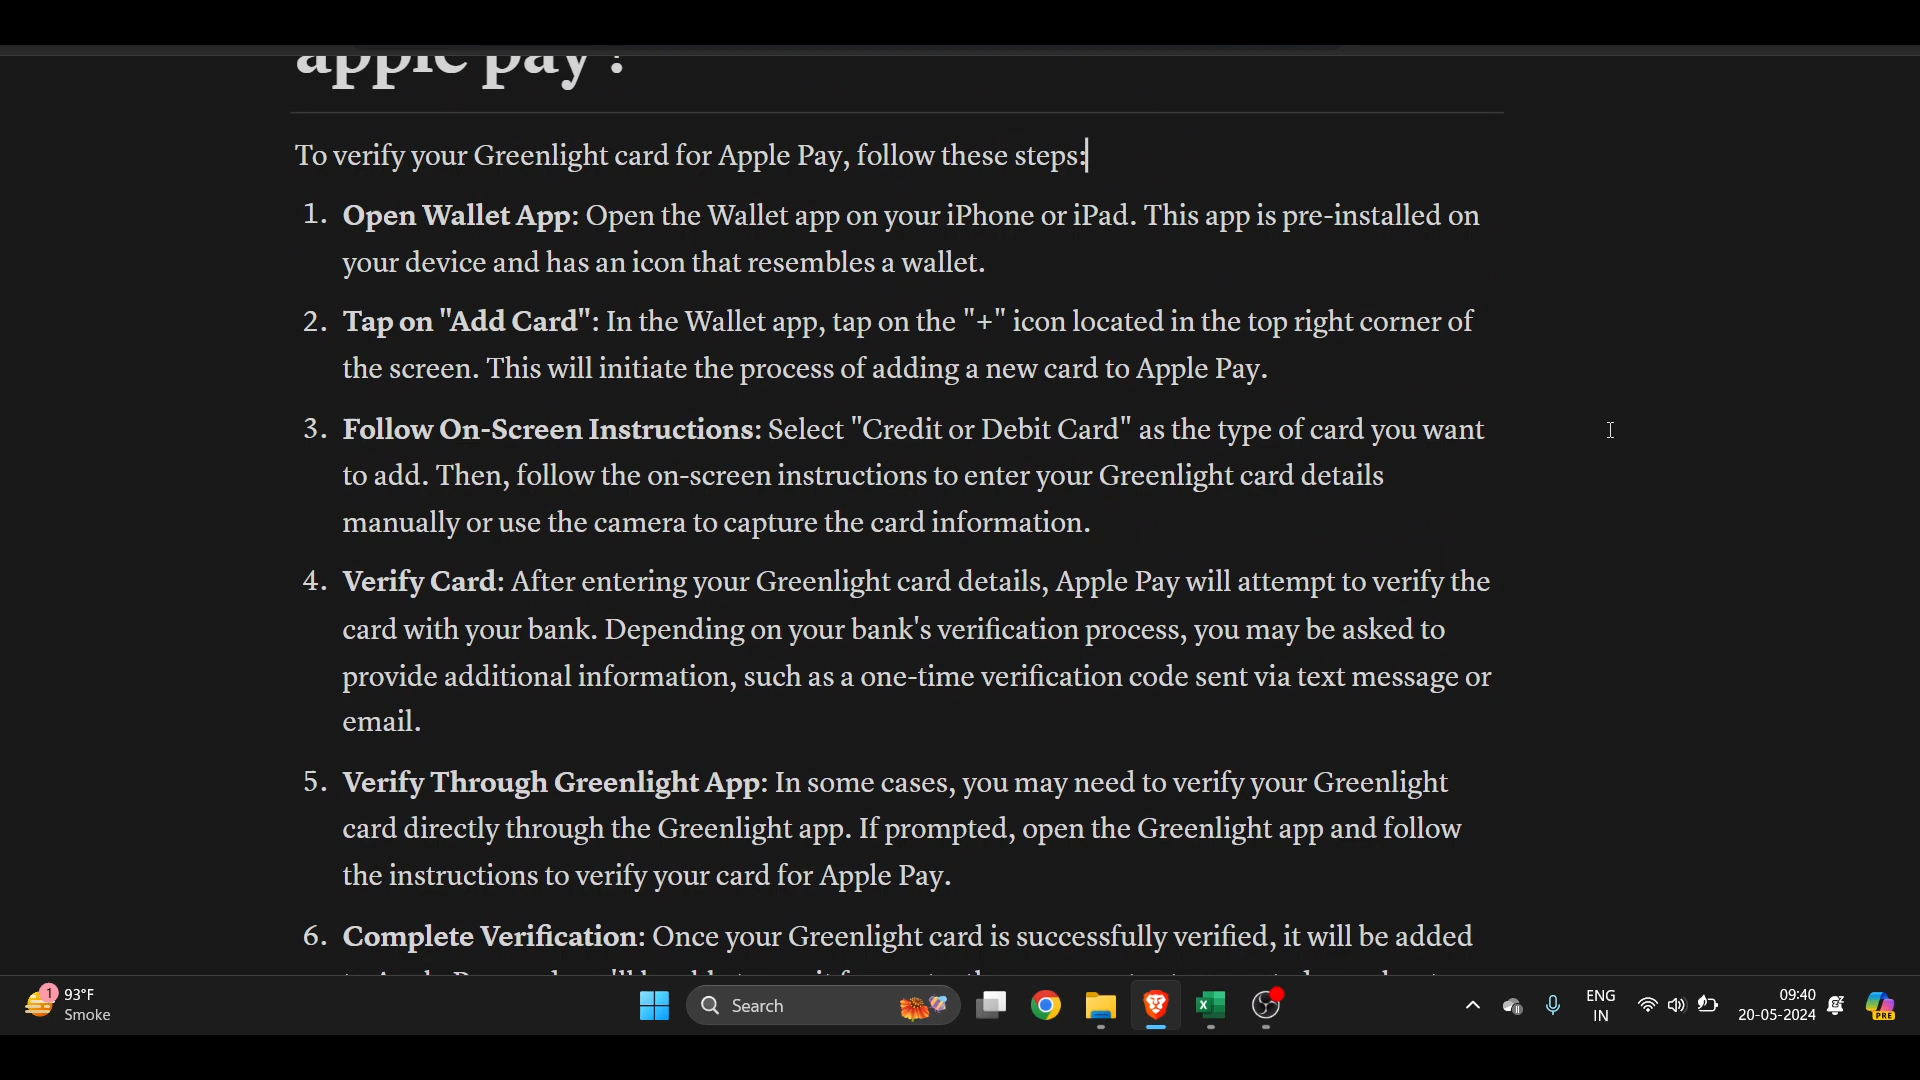 apple pay ?
To verify your Greenlight card for Apple Pay, follow these steps:
1. Open Wallet App: Open the Wallet app on your iPhone or iPad. This app is pre-installed on
your device and has an icon that resembles a wallet.
2. Tap on "Add Card": In the Wallet app, tap on the "+" icon located in the top right corner of
the screen. This will initiate the process of adding a new card to Apple Pay.
3. Follow On-Screen Instructions: Select "Credit or Debit Card" as the type of card you want
to add. Then, follow the on-screen instructions to enter your Greenlight card details
manually or use the camera to capture the card information.
4. Verify Card: After entering your Greenlight card details, Apple Pay will attempt to verify the
card with your bank. Depending on your bank's verification process, you may be asked to
provide additional information, such as a one-time verification code sent via text message or
email.
5. Verify Through Greenlight App: In some cases, you may need to verify your Greenlight
card directly through the Greenlight app. If prompted, open the Greenlight app and follow
the instructions to verify your card for Apple Pay.
6. Complete Verification: Once your Greenlight card is successfully verified, it will be added
1
93°F
Smoke
Search
ENG
IN
09:40
20-05-2024
PRE